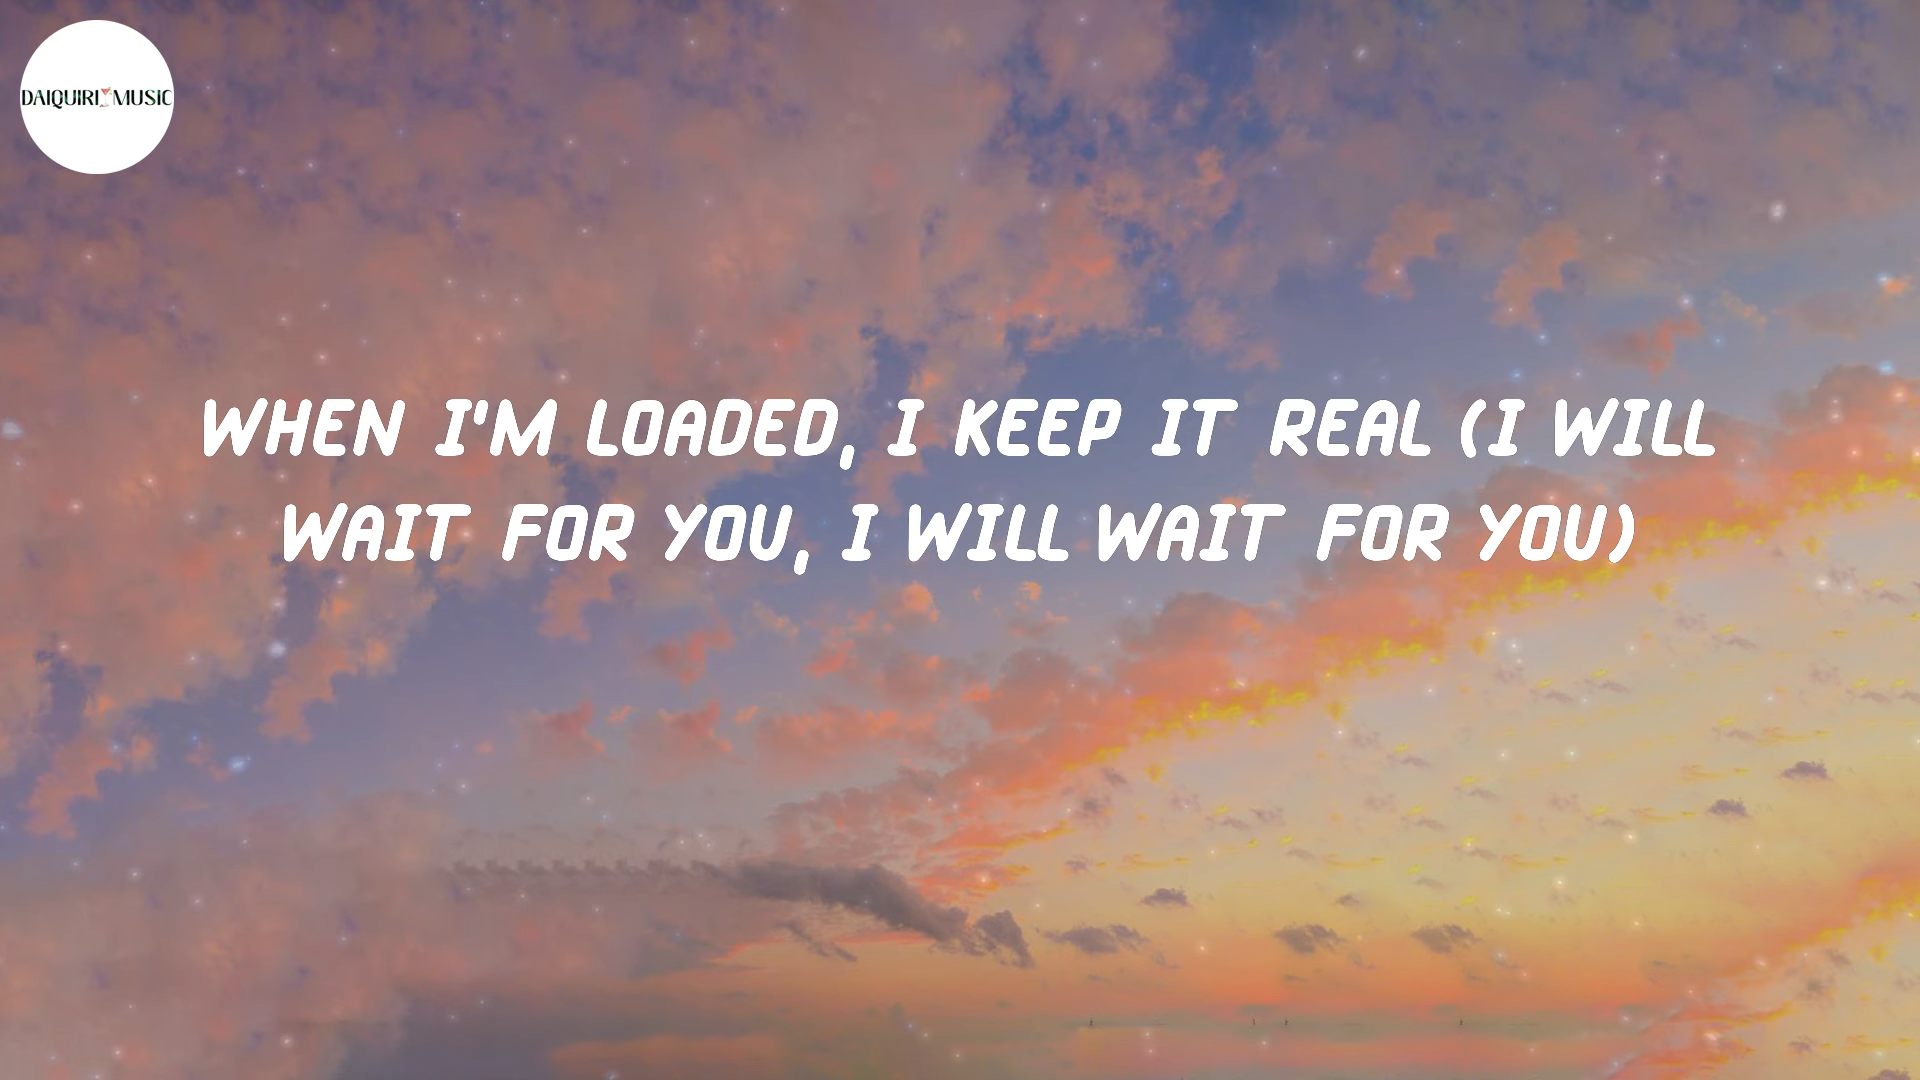 DAIQUIRI MUSIC
WHEN I'M LOADED, I KEEP IT REAL (I WILL
WAIT FOR YOU, I WILL WAIT FOR YOU)